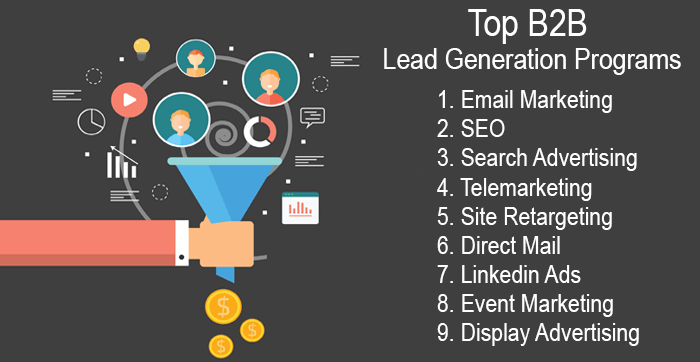 Top B2B
Lead Generation Programs
1. Email Marketing
2. SEO
3. Search Advertising
4. Telemarketing
5. Site Retargeting
6. Direct Mail
7. Linkedin Ads
8. Event Marketing
9. Display Advertising
$
$
$